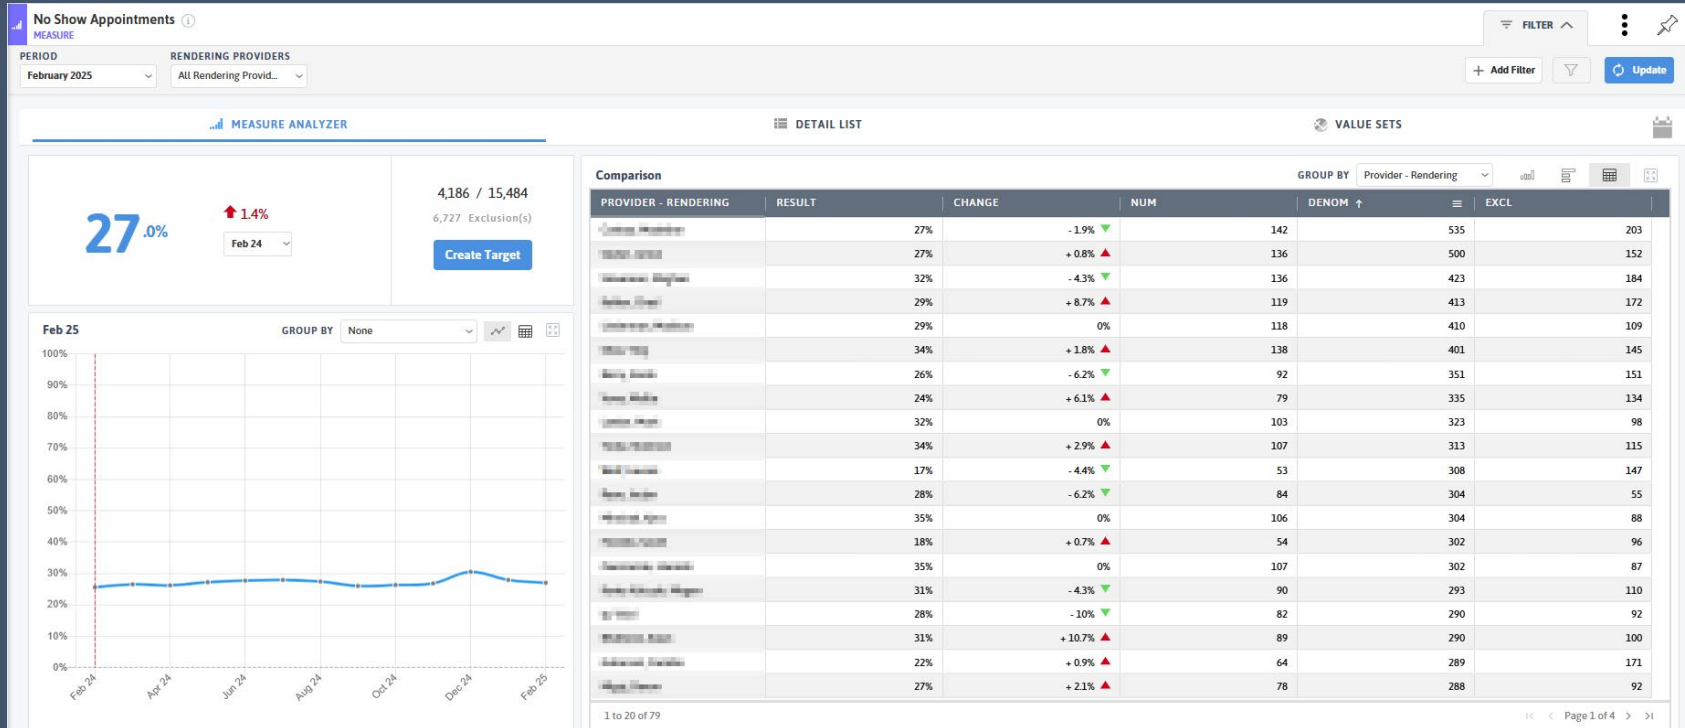 No Show Appointments
MEASURE
FILTER
PERIOD
RENDERING PROVIDERS
February 2025
All Rendering Provid...
Add Filter
Update
MEASURE ANALYZER
DETAIL LIST
VALUE SETS
27.0%
1.4%
Feb 24
4,186 / 15,484
6,727 Exclusion(s)
Create Target
Feb 25
GROUP BY None
100%
90%
80%
70%
60%
50%
40%
30%
20%
10%
0%
Feb 24 Apr 24 Jun 24 Aug 24 Oct 24 Dec 24 Feb 25
Comparison
GROUP BY Provider - Rendering
PROVIDER - RENDERING RESULT CHANGE NUM DENOM EXCL
27% - 1.9% 142 535 203
27% + 0.8% 136 500 152
32% - 4.3% 136 423 184
29% + 8.7% 119 413 172
29% 0% 118 410 109
34% + 1.8% 138 401 145
26% - 6.2% 92 351 151
24% + 6.1% 79 335 134
32% 0% 103 323 98
34% + 2.9% 107 313 115
17% - 4.4% 53 308 147
28% - 6.2% 84 304 55
35% 0% 106 304 88
18% + 0.7% 54 302 96
35% 0% 107 302 87
31% - 4.3% 90 293 110
28% - 10% 82 290 92
31% + 10.7% 89 290 100
22% + 0.9% 64 289 171
27% + 2.1% 78 288 92
1 to 20 of 79
Page 1 of 4